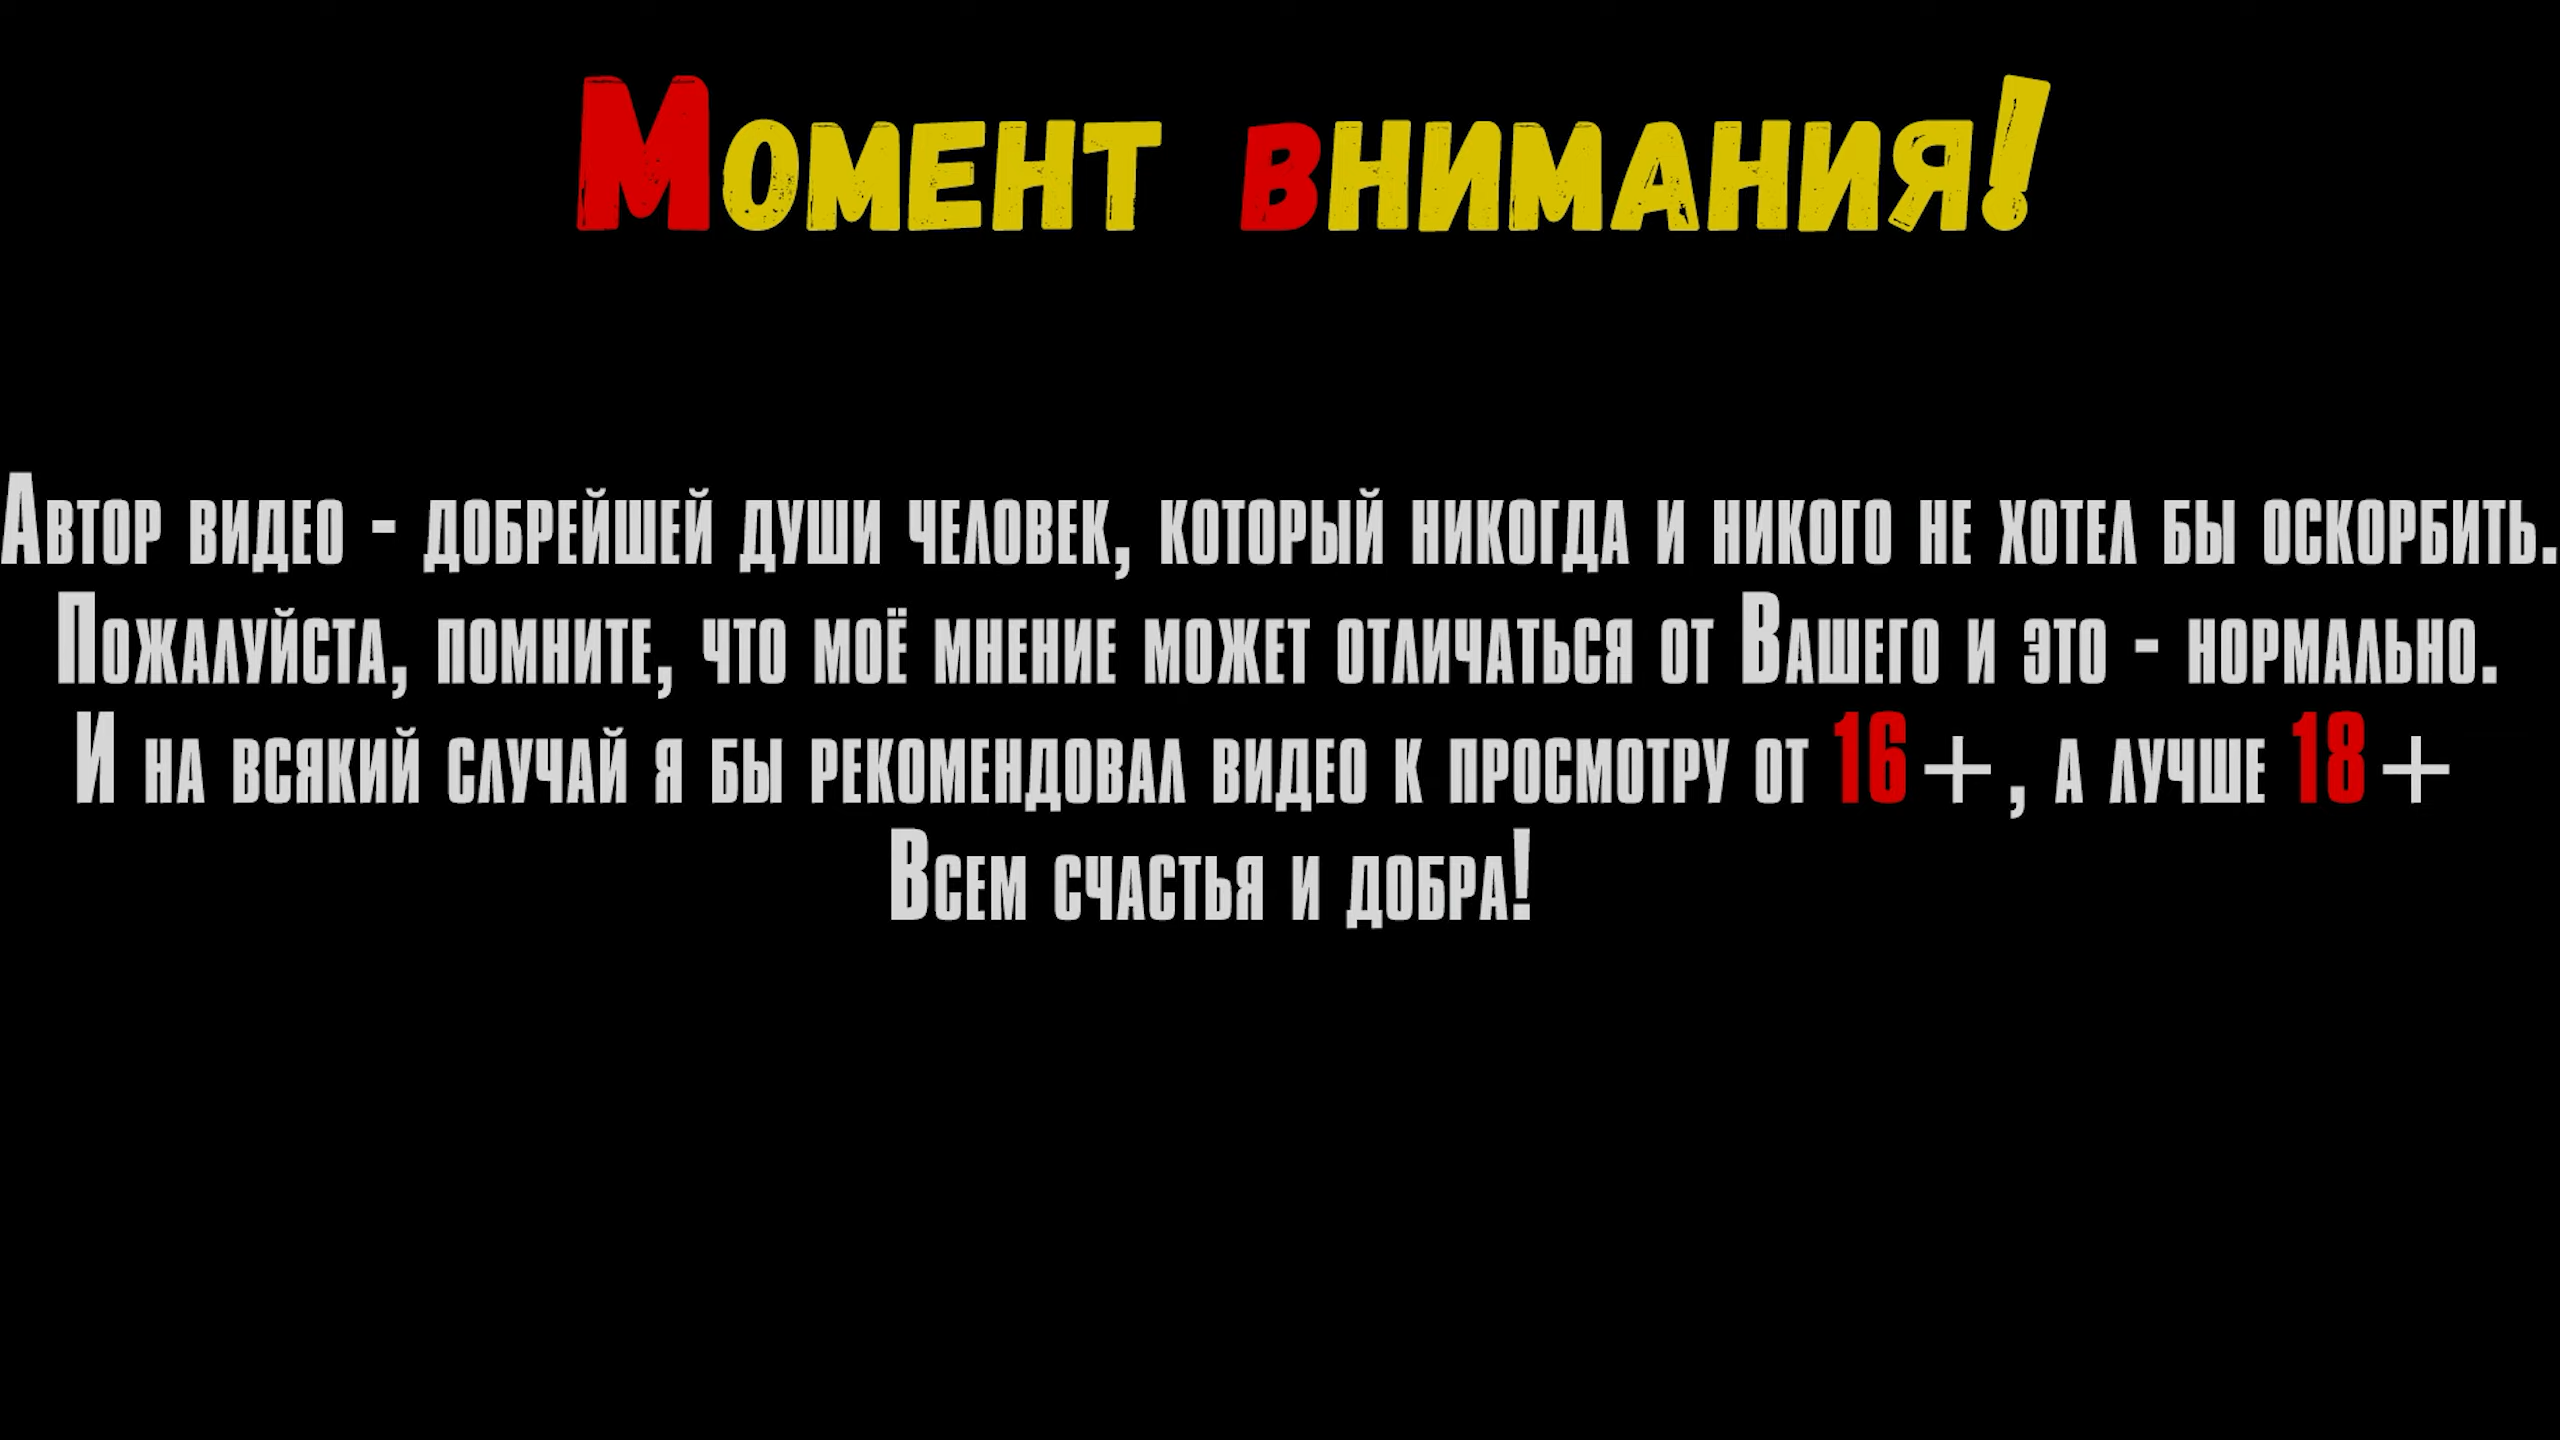 Момент внимания!
Автор видео - добрейшей души человек, который никогда и никого не хотел бы оскорбить.
Пожалуйста, помните, что моё мнение может отличаться от Вашего и это - нормально.
И на всякий случай я бы рекомендовал видео к просмотру от 16+, а лучше 18+
Всем счастья и добра!